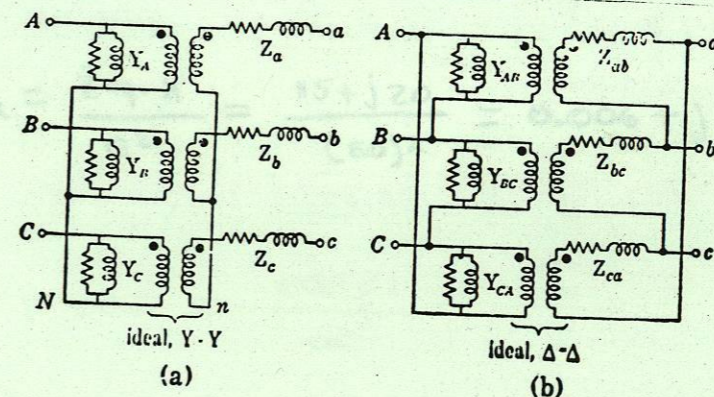 A
Y_A
Z_a
a
B
Y_B
Z_b
b
C
Y_C
Z_c
c
N
n
ideal, Y - Y
(a)
A
Y_AB
Z_ab
B
Y_BC
Z_bc
b
C
Y_CA
Z_ca
c
ideal, Δ-Δ
(b)